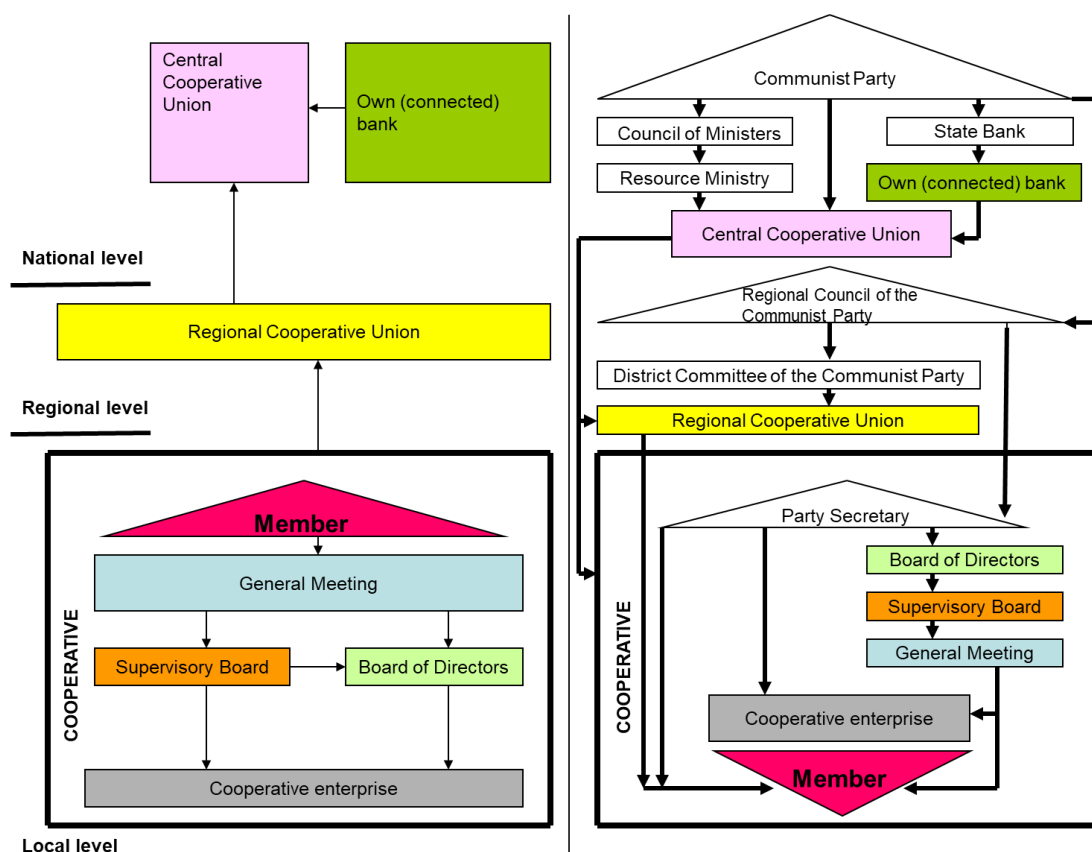 Central
Cooperative
Union
Own (connected)
bank
National level
Regional Cooperative Union
Regional level
Member
General Meeting
Supervisory Board
Board of Directors
COOPERATIVE
Cooperative enterprise
Local level
Communist Party
Council of Ministers
State Bank
Resource Ministry
Own (connected) bank
Central Cooperative Union
Regional Council of the
Communist Party
District Committee of the Communist Party
Regional Cooperative Union
Party Secretary
Board of Directors
Supervisory Board
General Meeting
COOPERATIVE
Cooperative enterprise
Member